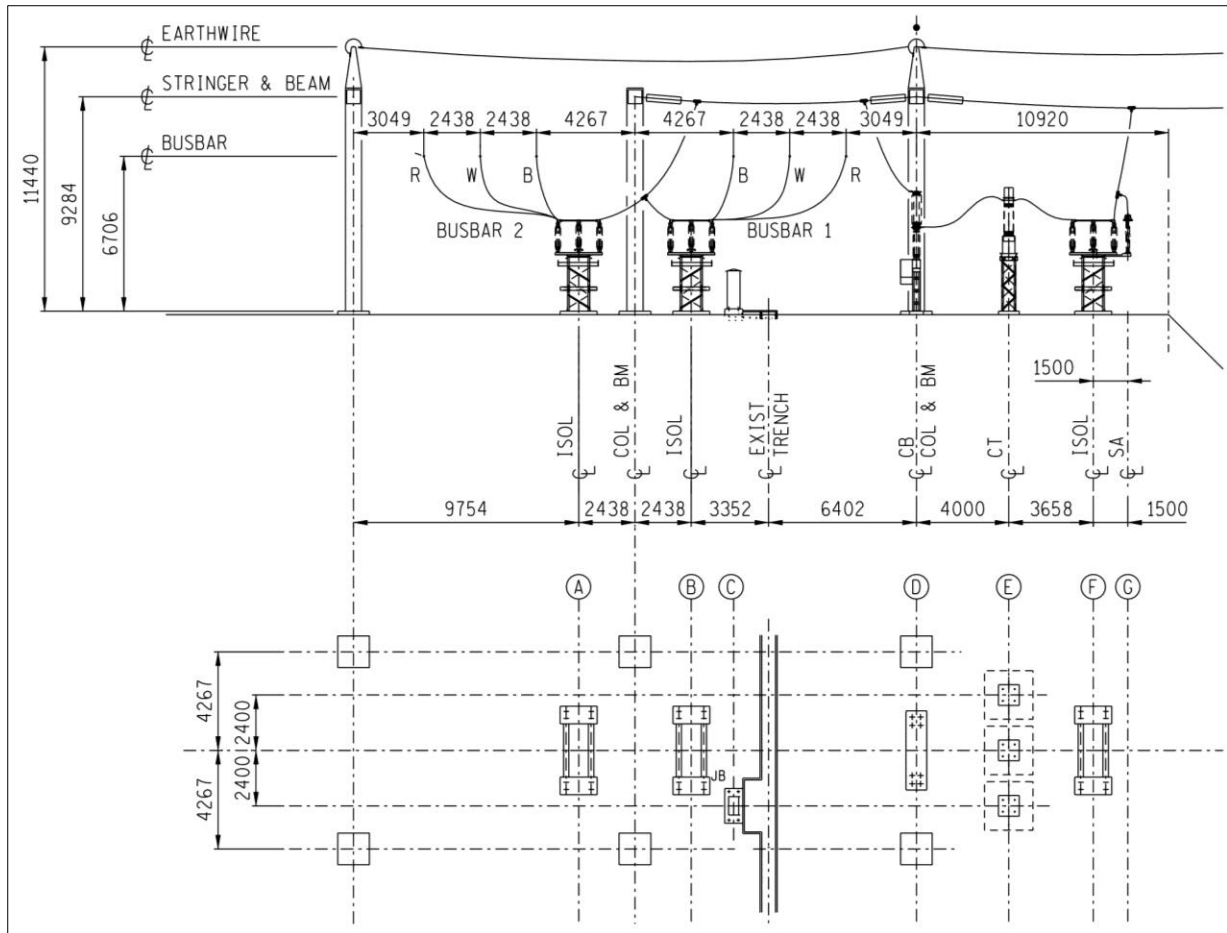 ℄ EARTHWIRE
℄ STRINGER & BEAM
3049 2438 2438 4267 4267 2438 2438 3049 10920
℄ BUSBAR
11440
9284
6706
R W B B W R
BUSBAR 2 BUSBAR 1
1500
℄ ISOL
℄ COL & BM
℄ ISOL
℄ EXIST
TRENCH
℄ CB
COL & BM
℄ CT
℄ ISOL
℄ SA
9754 2438 2438 3352 6402 4000 3658 1500
A B C D E F G
4267
2400
2400
4267
JB